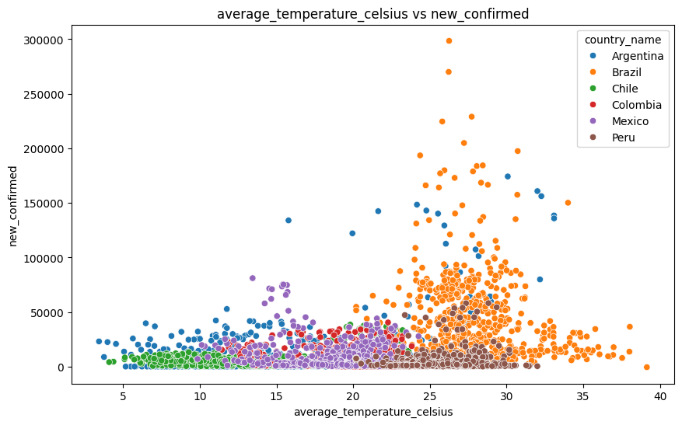 average_temperature_celsius vs new_confirmed
300000
250000
200000
150000
100000
50000
0
new_confirmed
country_name
Argentina
Brazil
Chile
Colombia
Mexico
Peru
5 10 15 20 25 30 35 40
average_temperature_celsius